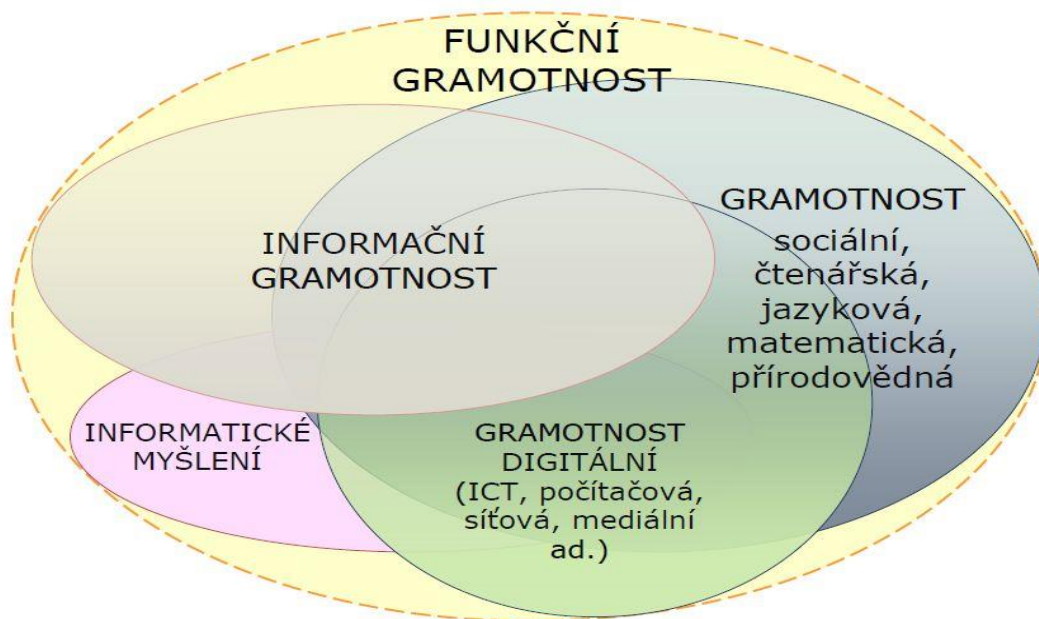 FUNKČNÍ
GRAMOTNOST
INFORMAČNÍ
GRAMOTNOST
GRAMOTNOST
sociální,
čtenářská,
jazyková,
matematická,
přírodovědná
INFORMATICKÉ
MYŠLENÍ
GRAMOTNOST
DIGITÁLNÍ
(ICT, počítačová,
síťová, mediální
ad.)